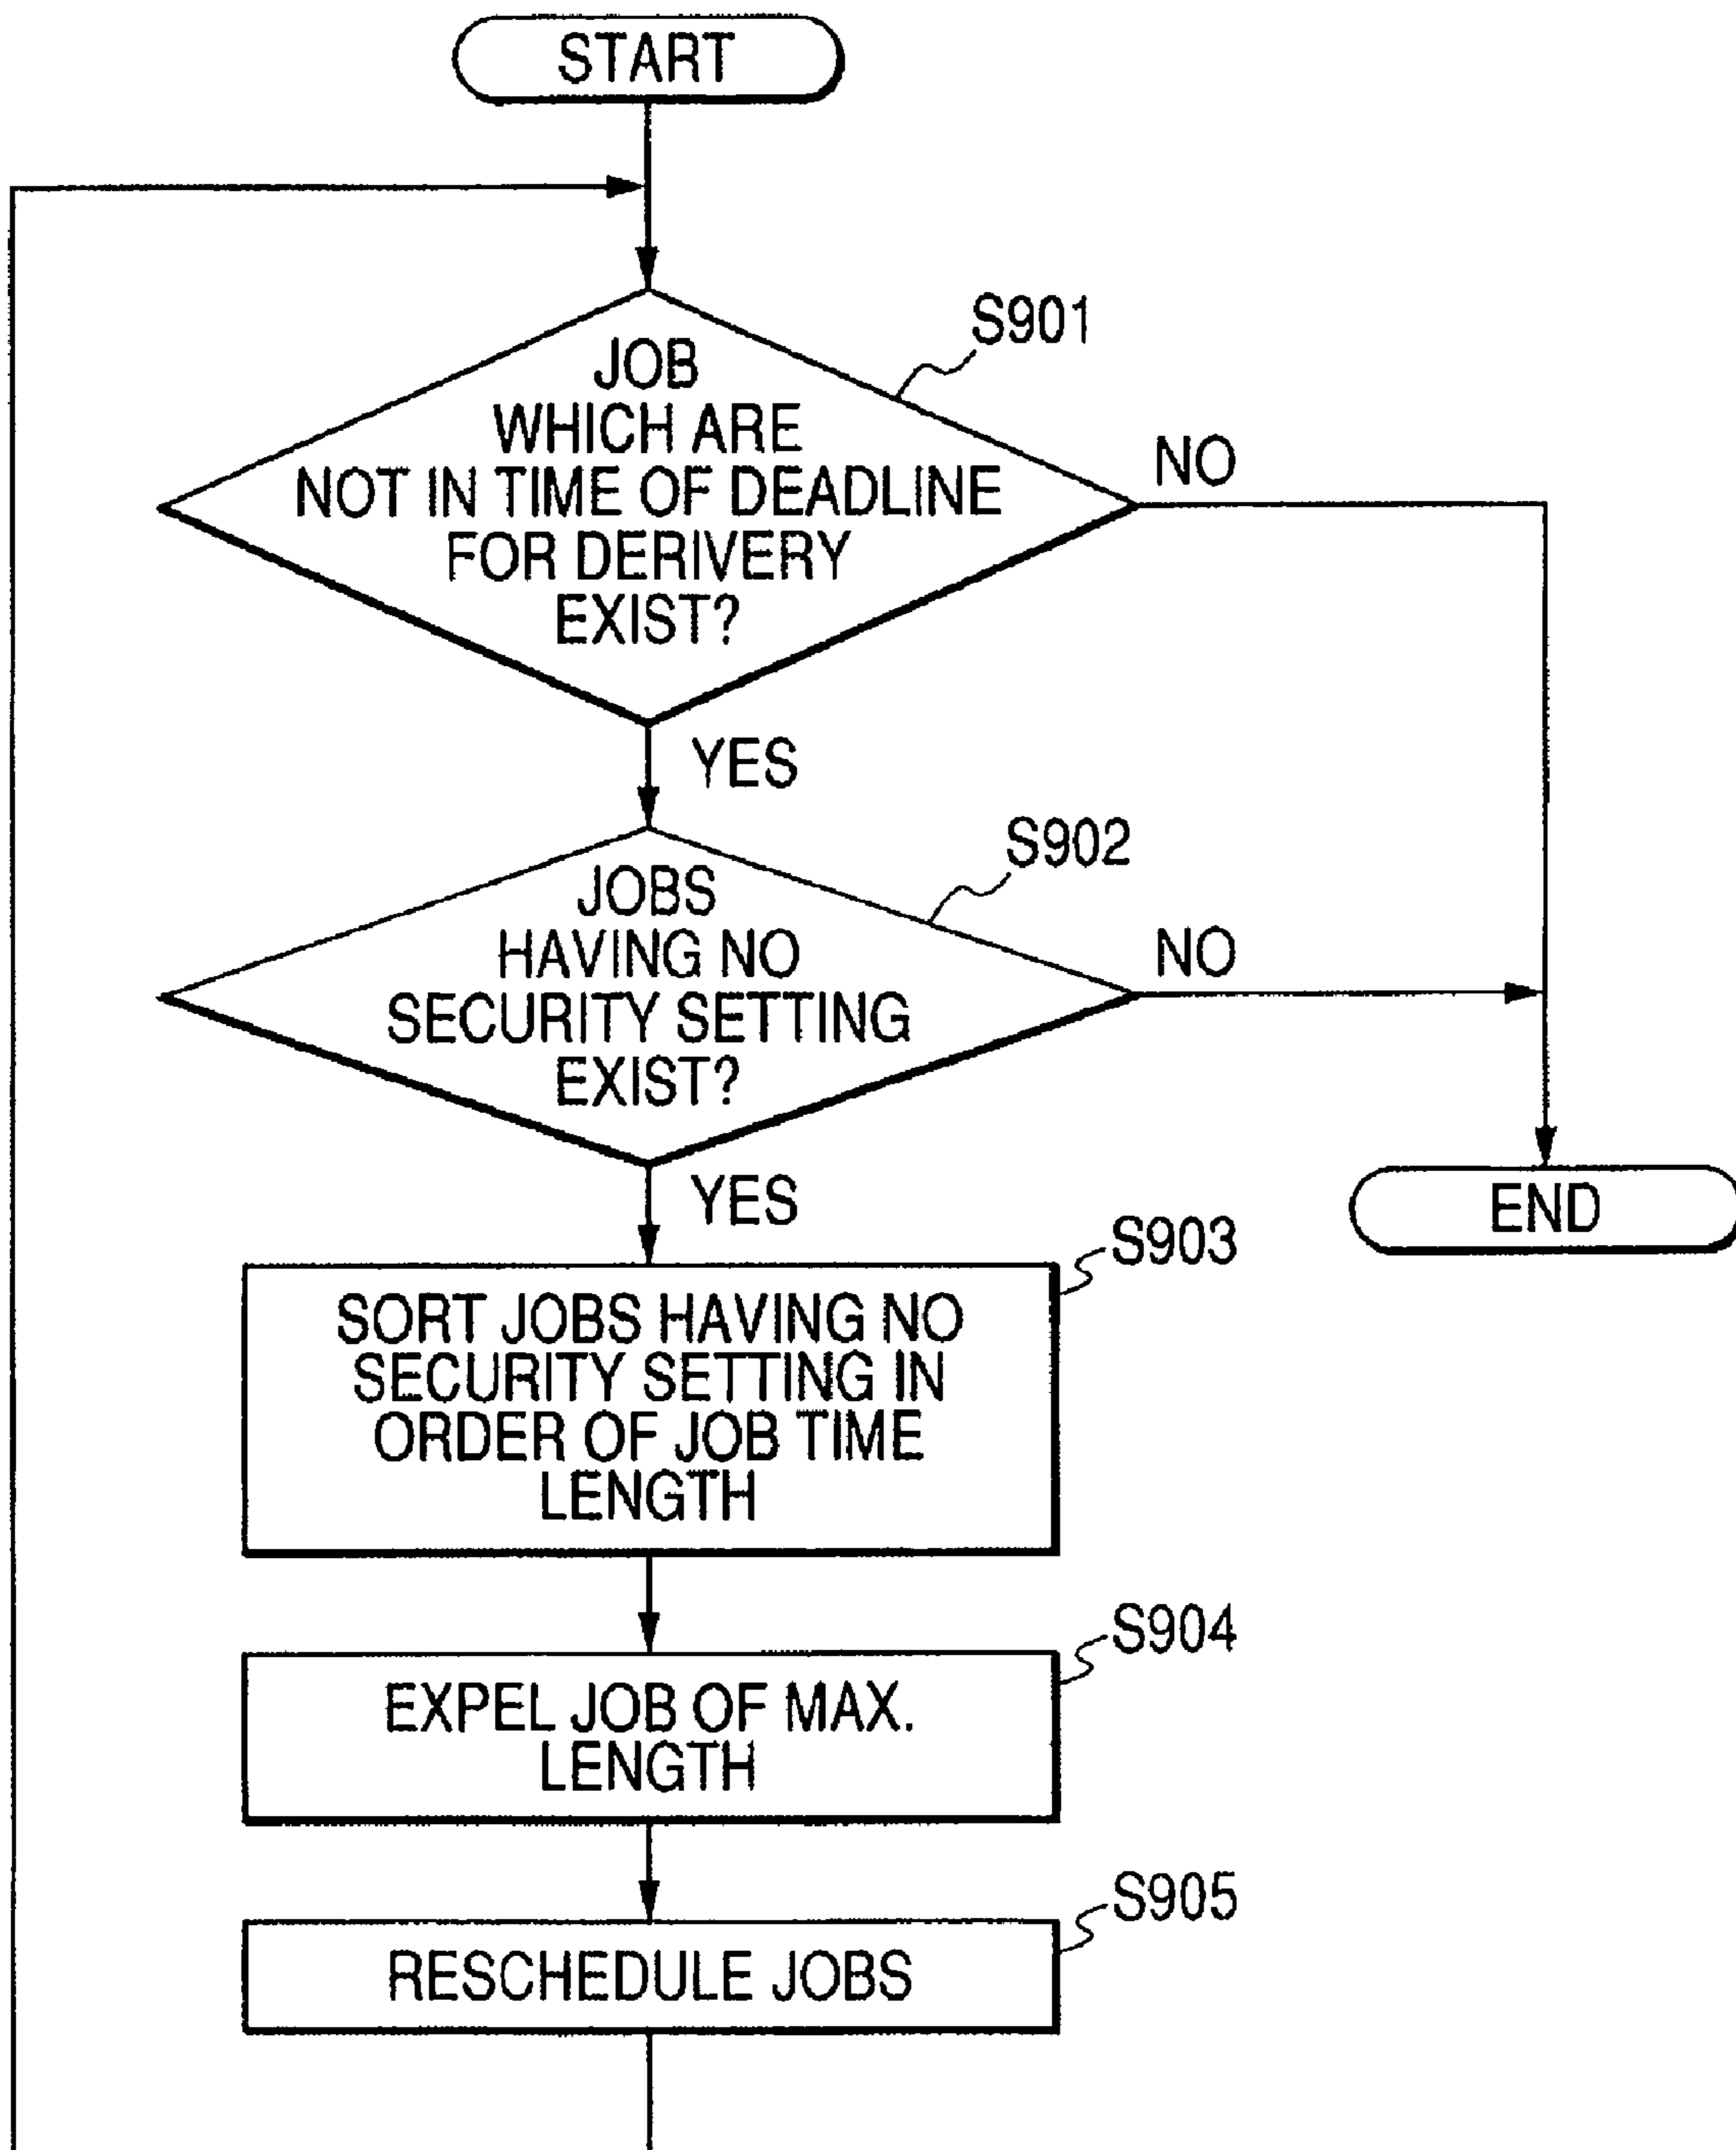 START
S901
JOB
WHICH ARE
NOT IN TIME OF DEADLINE
FOR DERIVERY
EXIST?
NO
YES
S902
JOBS
HAVING NO
SECURITY SETTING
EXIST?
NO
YES
END
S903
SORT JOBS HAVING NO
SECURITY SETTING IN
ORDER OF JOB TIME
LENGTH
S904
EXPEL JOB OF MAX.
LENGTH
S905
RESCHEDULE JOBS